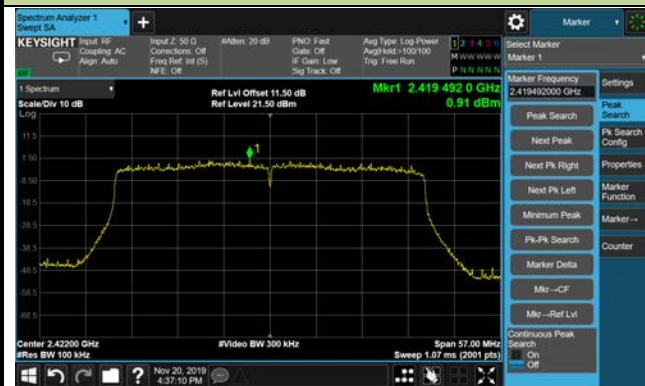 Spectrum Analyzer 1
Swept SA
Marker
KEYSIGHT
Input: RF
Coupling: AC
Align: Auto
Input Z: 50 Ω
Corrections: Off
Freq Ref: Int (S)
NFE: Off
#Atten: 20 dB
PNO: Fast
Gate: Off
IF Gain: Low
Sig Track: Off
Avg Type: Log-Power
Avg|Hold:>100/100
Trig: Free Run
1 2 3 4 5 6
M W W W W W
P N N N N N
Select Marker
Marker 1
1 Spectrum
Scale/Div 10 dB
Log
Ref Lvl Offset 11.50 dB
Ref Level 21.50 dBm
Mkr1 2.419 492 0 GHz
0.91 dBm
11.5
1.50
-8.50
-18.5
-28.5
-38.5
-48.5
-58.5
-68.5
1
Center 2.42200 GHz
#Res BW 100 kHz
#Video BW 300 kHz
Span 57.00 MHz
Sweep 1.07 ms (2001 pts)
Marker Frequency
2.419492000 GHz
Peak Search
Next Peak
Next Pk Right
Next Pk Left
Minimum Peak
Pk-Pk Search
Marker Delta
Mkr→CF
Mkr→Ref Lvl
Continuous Peak
Search
On
Off
Settings
Peak
Search
Pk Search
Config
Properties
Marker
Function
Marker→
Counter
Nov 20, 2019
4:37:10 PM